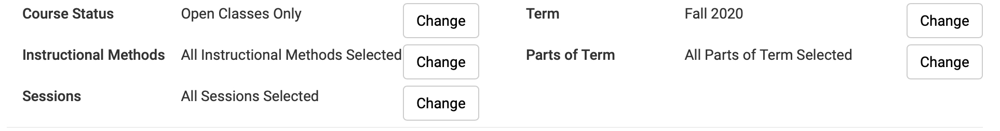 Course Status Open Classes Only Change Term Fall 2020 Change
Instructional Methods All Instructional Methods Selected Change Parts of Term All Parts of Term Selected Change
Sessions All Sessions Selected Change